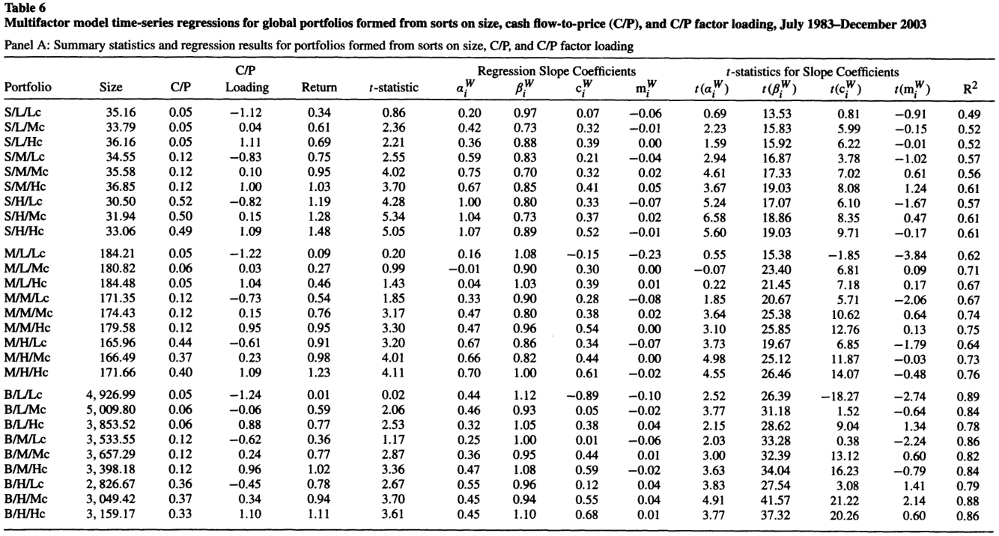 Table 6
Multifactor model time-series regressions for global portfolios formed from sorts on size, cash flow-to-price (C/P), and C/P factor loading, July 1983–December 2003
Panel A: Summary statistics and regression results for portfolios formed from sorts on size, C/P, and C/P factor loading
C/P Regression Slope Coefficients t-statistics for Slope Coefficients
Portfolio Size C/P Loading Return t-statistic α_i^W β_i^W c_i^W m_i^W t(α_i^W) t(β_i^W) t(c_i^W) t(m_i^W) R²
S/L/Lc 35.16 0.05 −1.12 0.34 0.86 0.20 0.97 0.07 −0.06 0.69 13.53 0.81 −0.91 0.49
S/L/Mc 33.79 0.05 0.04 0.61 2.36 0.42 0.73 0.32 −0.01 2.23 15.83 5.99 −0.15 0.52
S/L/Hc 36.16 0.05 1.11 0.69 2.21 0.36 0.88 0.39 0.00 1.59 15.92 6.22 −0.01 0.52
S/M/Lc 34.55 0.12 −0.83 0.75 2.55 0.59 0.83 0.21 −0.04 2.94 16.87 3.78 −1.02 0.57
S/M/Mc 35.58 0.12 0.10 0.95 4.02 0.75 0.70 0.32 0.02 4.61 17.33 7.02 0.61 0.56
S/M/Hc 36.85 0.12 1.00 1.03 3.70 0.67 0.85 0.41 0.05 3.67 19.03 8.08 1.24 0.61
S/H/Lc 30.50 0.52 −0.82 1.19 4.28 1.00 0.80 0.33 −0.07 5.24 17.07 6.10 −1.67 0.57
S/H/Mc 31.94 0.50 0.15 1.28 5.34 1.04 0.73 0.37 0.02 6.58 18.86 8.35 0.47 0.61
S/H/Hc 33.06 0.49 1.09 1.48 5.05 1.07 0.89 0.52 −0.01 5.60 19.03 9.71 −0.17 0.61
M/L/Lc 184.21 0.05 −1.22 0.09 0.20 0.16 1.08 −0.15 −0.23 0.55 15.38 −1.85 −3.84 0.62
M/L/Mc 180.82 0.06 0.03 0.27 0.99 −0.01 0.90 0.30 0.00 −0.07 23.40 6.81 0.09 0.71
M/L/Hc 184.48 0.05 1.04 0.46 1.43 0.04 1.03 0.39 0.01 0.22 21.45 7.18 0.17 0.67
M/M/Lc 171.35 0.12 −0.73 0.54 1.85 0.33 0.90 0.28 −0.08 1.85 20.67 5.71 −2.06 0.67
M/M/Mc 174.43 0.12 0.15 0.76 3.17 0.47 0.80 0.38 0.02 3.64 25.38 10.62 0.64 0.74
M/M/Hc 179.58 0.12 0.95 0.95 3.30 0.47 0.96 0.54 0.00 3.10 25.85 12.76 0.13 0.75
M/H/Lc 165.96 0.44 −0.61 0.91 3.20 0.67 0.86 0.34 −0.07 3.73 19.67 6.85 −1.79 0.64
M/H/Mc 166.49 0.37 0.23 0.98 4.01 0.66 0.82 0.44 0.00 4.98 25.12 11.87 −0.03 0.73
M/H/Hc 171.66 0.40 1.09 1.23 4.11 0.70 1.00 0.61 −0.02 4.55 26.46 14.07 −0.48 0.76
B/L/Lc 4, 926.99 0.05 −1.24 0.01 0.02 0.44 1.12 −0.89 −0.10 2.52 26.39 −18.27 −2.74 0.89
B/L/Mc 5, 009.80 0.06 −0.06 0.59 2.06 0.46 0.93 0.05 −0.02 3.77 31.18 1.52 −0.64 0.84
B/L/Hc 3, 853.52 0.06 0.88 0.77 2.53 0.32 1.05 0.38 0.04 2.15 28.62 9.04 1.34 0.78
B/M/Lc 3, 533.55 0.12 −0.62 0.36 1.17 0.25 1.00 0.01 −0.06 2.03 33.28 0.38 −2.24 0.86
B/M/Mc 3, 657.29 0.12 0.24 0.77 2.87 0.36 0.95 0.44 0.01 3.00 32.39 13.12 0.60 0.82
B/M/Hc 3, 398.18 0.12 0.96 1.02 3.36 0.47 1.08 0.59 −0.02 3.63 34.04 16.23 −0.79 0.84
B/H/Lc 2, 826.67 0.36 −0.45 0.78 2.67 0.55 0.96 0.12 0.04 3.83 27.54 3.08 1.41 0.79
B/H/Mc 3, 049.42 0.37 0.34 0.94 3.70 0.45 0.94 0.55 0.04 4.91 41.57 21.22 2.14 0.88
B/H/Hc 3, 159.17 0.33 1.10 1.11 3.61 0.45 1.10 0.68 0.01 3.77 37.32 20.26 0.60 0.86